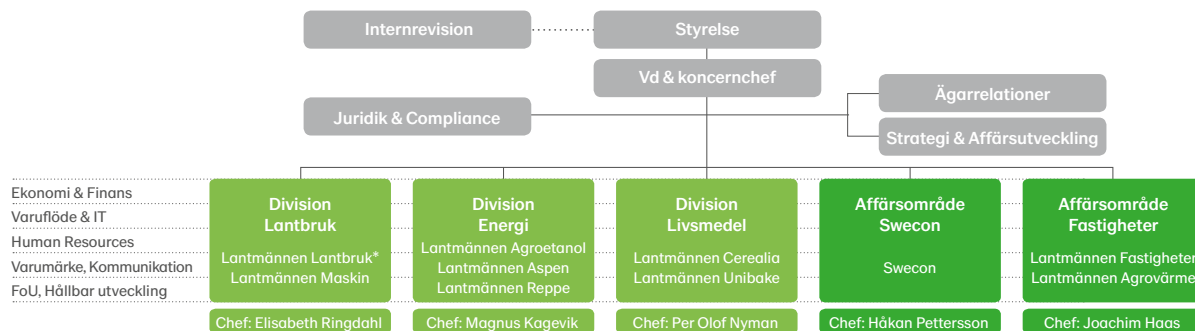 Internrevision
Styrelse
Vd & koncernchef
Juridik & Compliance
Ägarrelationer
Strategi & Affärsutveckling
Ekonomi & Finans
Varuflöde & IT
Human Resources
Varumärke, Kommunikation
FoU, Hållbar utveckling
Division
Lantbruk
Lantmännen Lantbruk*
Lantmännen Maskin
Chef: Elisabeth Ringdahl
Division
Energi
Lantmännen Agroetanol
Lantmännen Aspen
Lantmännen Reppe
Chef: Magnus Kagevik
Division
Livsmedel
Lantmännen Cerealia
Lantmännen Unibake
Chef: Per Olof Nyman
Affärsområde
Swecon
Swecon
Chef: Håkan Pettersson
Affärsområde
Fastigheter
Lantmännen Fastigheter
Lantmännen Agrovärme
Chef: Joachim Haas